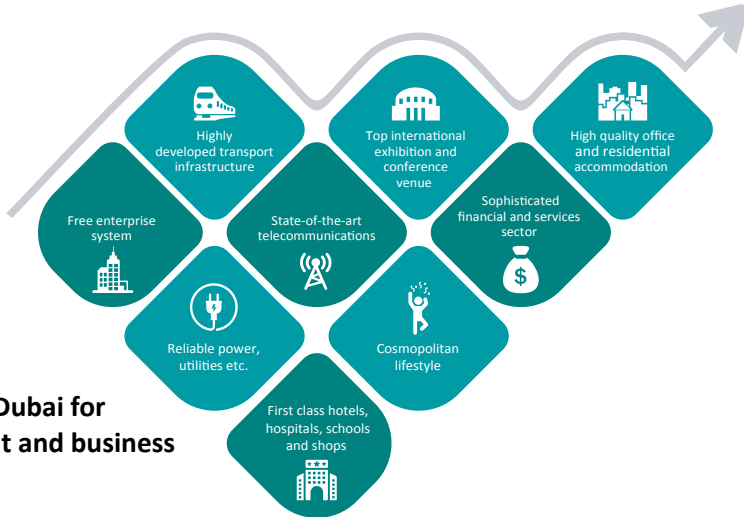 Highly
developed transport
infrastructure
Top international
exhibition and
conference
venue
High quality office
and residential
accommodation
Free enterprise
system
State-of-the-art
telecommunications
Sophisticated
financial and services
sector
$
Reliable power,
utilities etc.
Cosmopolitan
lifestyle
Dubai for
t and business
First class hotels,
hospitals, schools
and shops